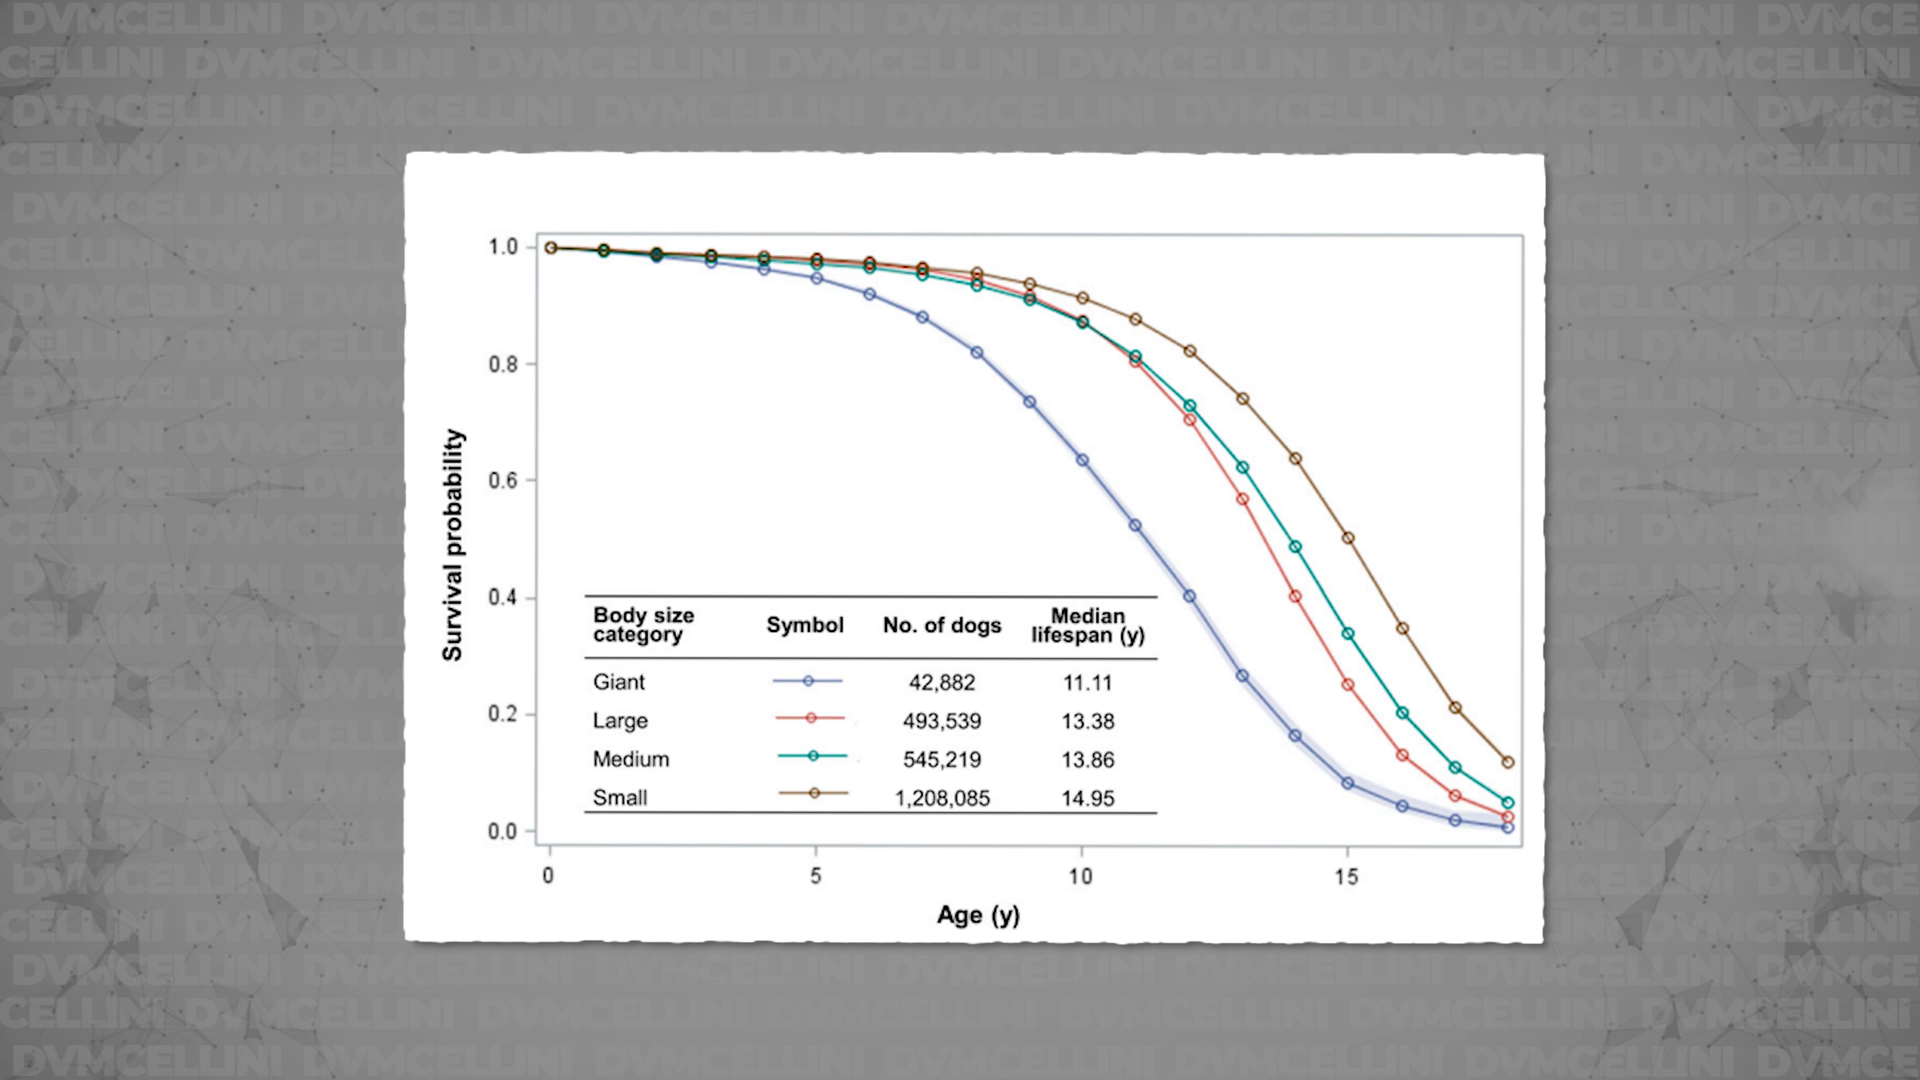 1.0
0.8
0.6
0.4
0.2
0.0
Survival probability
Body size category Symbol No. of dogs Median lifespan (y)
Giant 42,882 11.11
Large 493,539 13.38
Medium 545,219 13.86
Small 1,208,085 14.95
0 5 10 15
Age (y)
DVMCELLINI